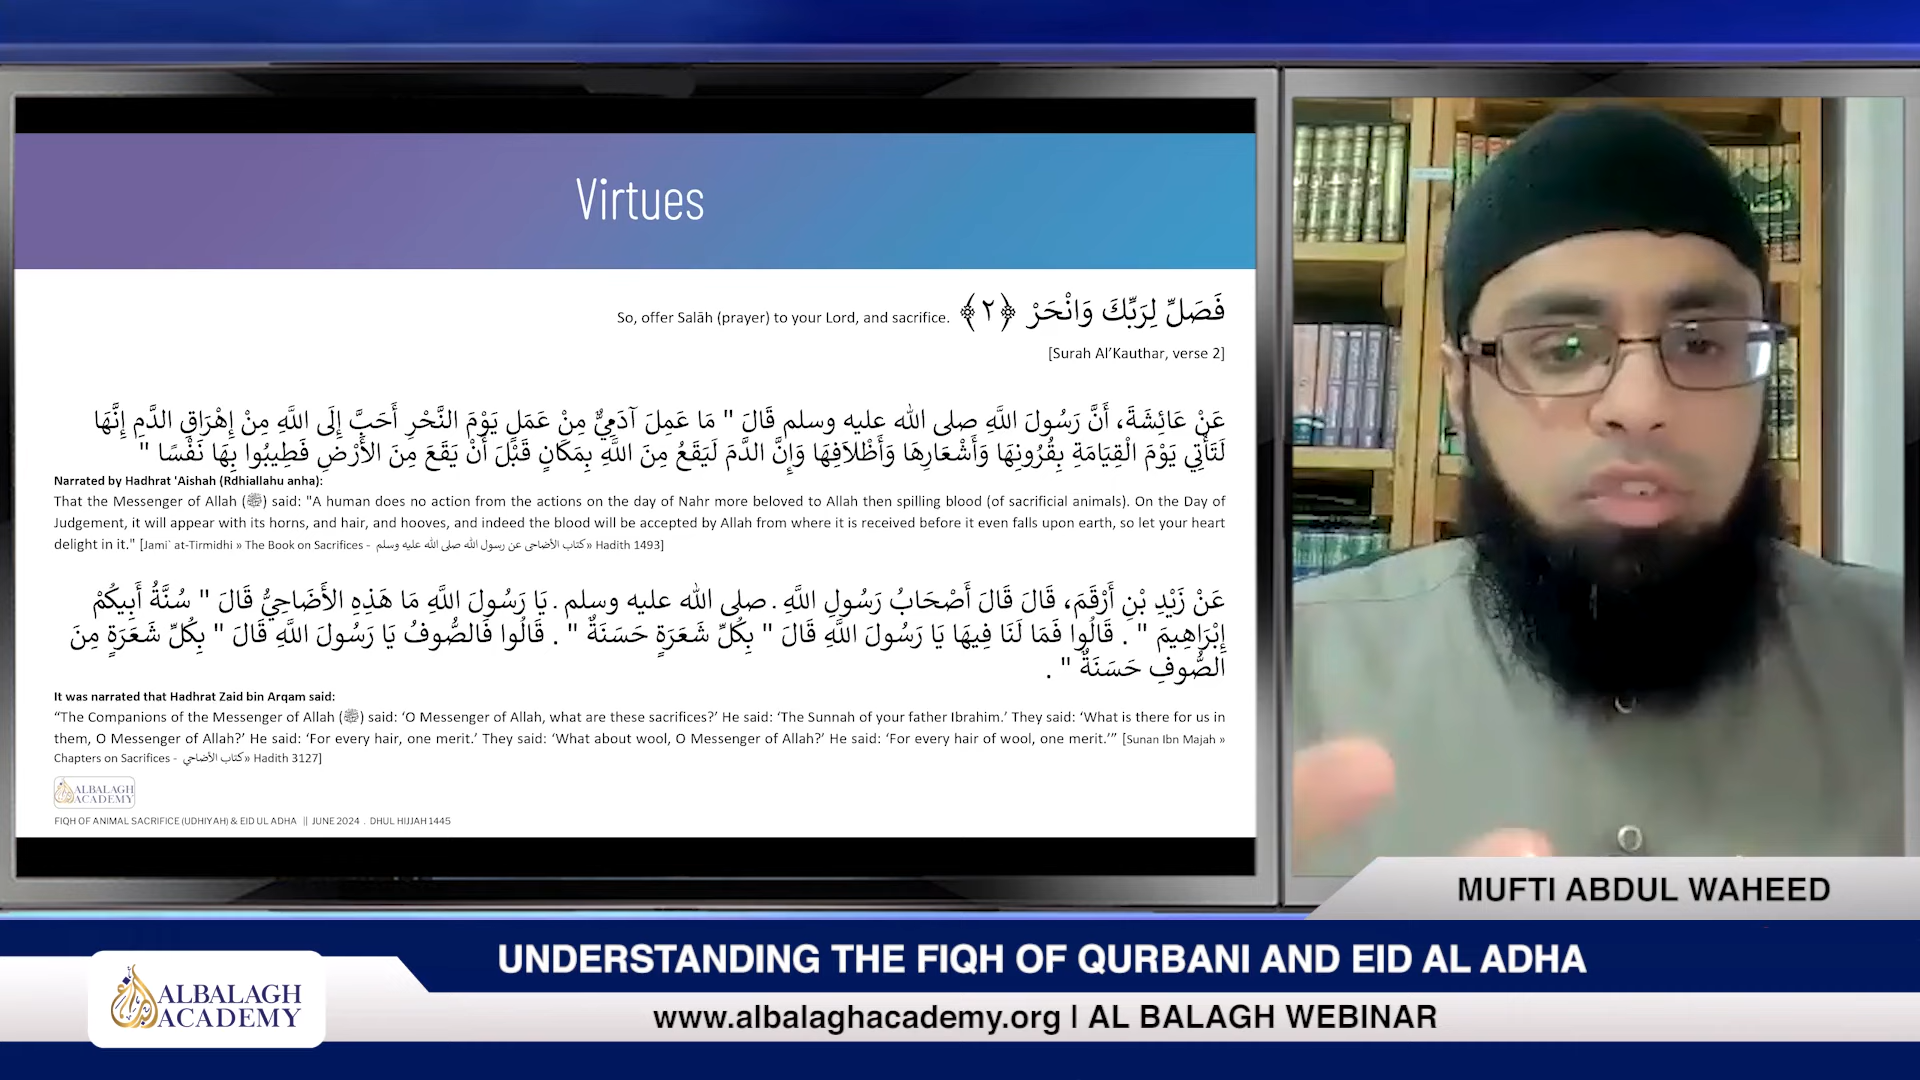 Virtues
So, offer Salāh (prayer) to your Lord, and sacrifice. فَصَلِّ لِرَبِّكَ وَانْحَرْ ﴿٢﴾
[Surah Al’Kauthar, verse 2]
عَنْ عَائِشَةَ، أَنَّ رَسُولَ اللَّهِ صلى الله عليه وسلم قَالَ " مَا عَمِلَ آدَمِيٌّ مِنْ عَمَلٍ يَوْمَ النَّحْرِ أَحَبَّ إِلَى اللَّهِ مِنْ إِهْرَاقِ الدَّمِ إِنَّهَا
لَتَأْتِي يَوْمَ الْقِيَامَةِ بِقُرُونِهَا وَأَشْعَارِهَا وَأَظْلاَفِهَا وَإِنَّ الدَّمَ لَيَقَعُ مِنَ اللَّهِ بِمَكَانٍ قَبْلَ أَنْ يَقَعَ مِنَ الأَرْضِ فَطِيبُوا بِهَا نَفْسًا "
Narrated by Hadhrat 'Aishah (Rdhiallahu anha):
That the Messenger of Allah (ﷺ) said: "A human does no action from the actions on the day of Nahr more beloved to Allah then spilling blood (of sacrificial animals). On the Day of
Judgement, it will appear with its horns, and hair, and hooves, and indeed the blood will be accepted by Allah from where it is received before it even falls upon earth, so let your heart
delight in it." [Jami` at-Tirmidhi » The Book on Sacrifices - كتاب الأضاحى عن رسول الله صلى الله عليه وسلم » Hadith 1493]
عَنْ زَيْدِ بْنِ أَرْقَمَ، قَالَ قَالَ أَصْحَابُ رَسُولِ اللَّهِ ـ صلى الله عليه وسلم ـ يَا رَسُولَ اللَّهِ مَا هَذِهِ الأَضَاحِيُّ قَالَ " سُنَّةُ أَبِيكُمْ
إِبْرَاهِيمَ " . قَالُوا فَمَا لَنَا فِيهَا يَا رَسُولَ اللَّهِ قَالَ " بِكُلِّ شَعَرَةٍ حَسَنَةٌ " . قَالُوا فَالصُّوفُ يَا رَسُولَ اللَّهِ قَالَ " بِكُلِّ شَعَرَةٍ مِنَ
الصُّوفِ حَسَنَةٌ " .
It was narrated that Hadhrat Zaid bin Arqam said:
“The Companions of the Messenger of Allah (ﷺ) said: ‘O Messenger of Allah, what are these sacrifices?’ He said: ‘The Sunnah of your father Ibrahim.’ They said: ‘What is there for us in
them, O Messenger of Allah?’ He said: ‘For every hair, one merit.’ They said: ‘What about wool, O Messenger of Allah?’ He said: ‘For every hair of wool, one merit.’” [Sunan Ibn Majah »
Chapters on Sacrifices - كتاب الأضاحي » Hadith 3127]
ALBALAGH
ACADEMY
FIQH OF ANIMAL SACRIFICE (UDHIYAH) & EID UL ADHA || JUNE 2024 . DHUL HIJJAH 1445
MUFTI ABDUL WAHEED
UNDERSTANDING THE FIQH OF QURBANI AND EID AL ADHA
ALBALAGH
ACADEMY
www.albalaghacademy.org | AL BALAGH WEBINAR